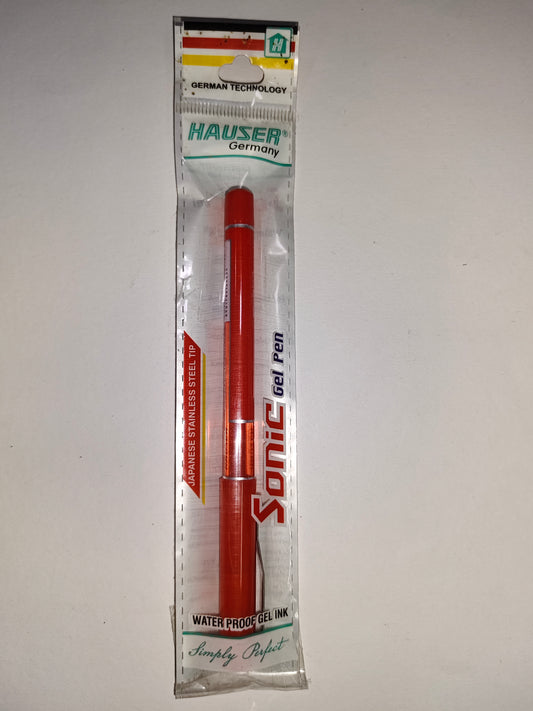 H
GERMAN TECHNOLOGY
HAUSER®
Germany
JAPANESE STAINLESS STEEL TIP
Sonic Gel Pen
WATER PROOF GEL INK
Simply Perfect